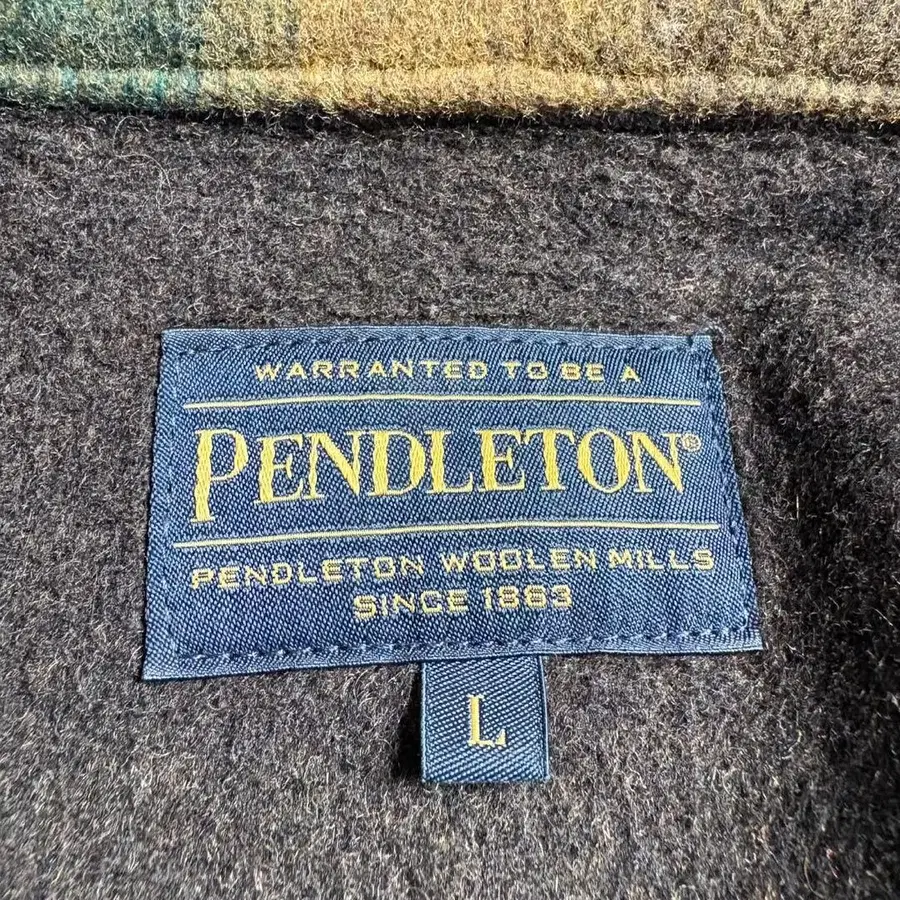 WARRANTED TO BE A
PENDLETON®
PENDLETON WOOLEN MILLS
SINCE 1863
L